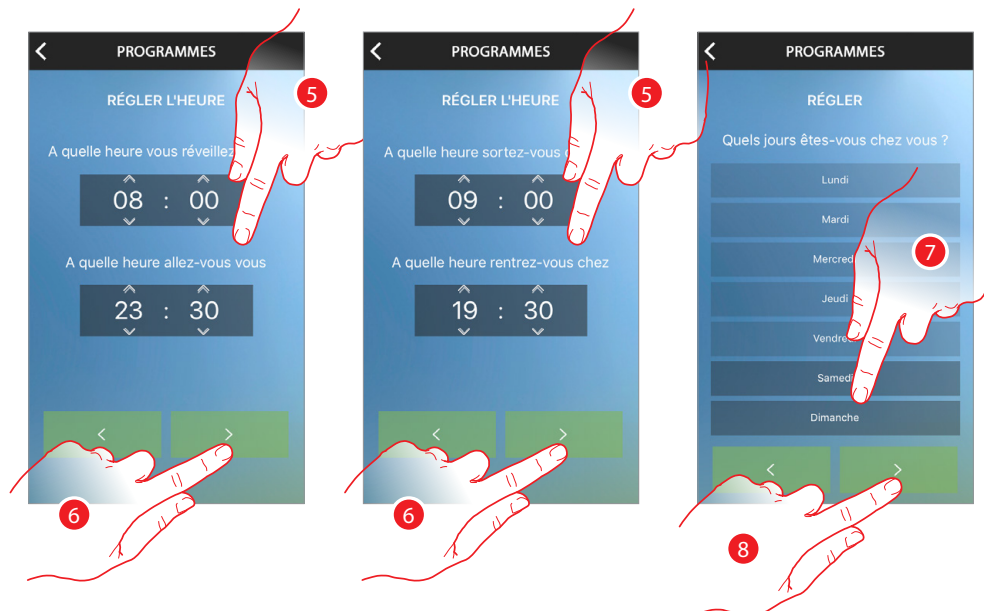 PROGRAMMES
RÉGLER L'HEURE
A quelle heure vous réveillez
08 : 00
A quelle heure allez-vous vous
23 : 30
< >
5
6
PROGRAMMES
RÉGLER L'HEURE
A quelle heure sortez-vous
09 : 00
A quelle heure rentrez-vous chez
19 : 30
< >
5
6
PROGRAMMES
RÉGLER
Quels jours êtes-vous chez vous ?
Lundi
Mardi
Mercred
Jeudi
Vendre
Samedi
Dimanche
< >
7
8